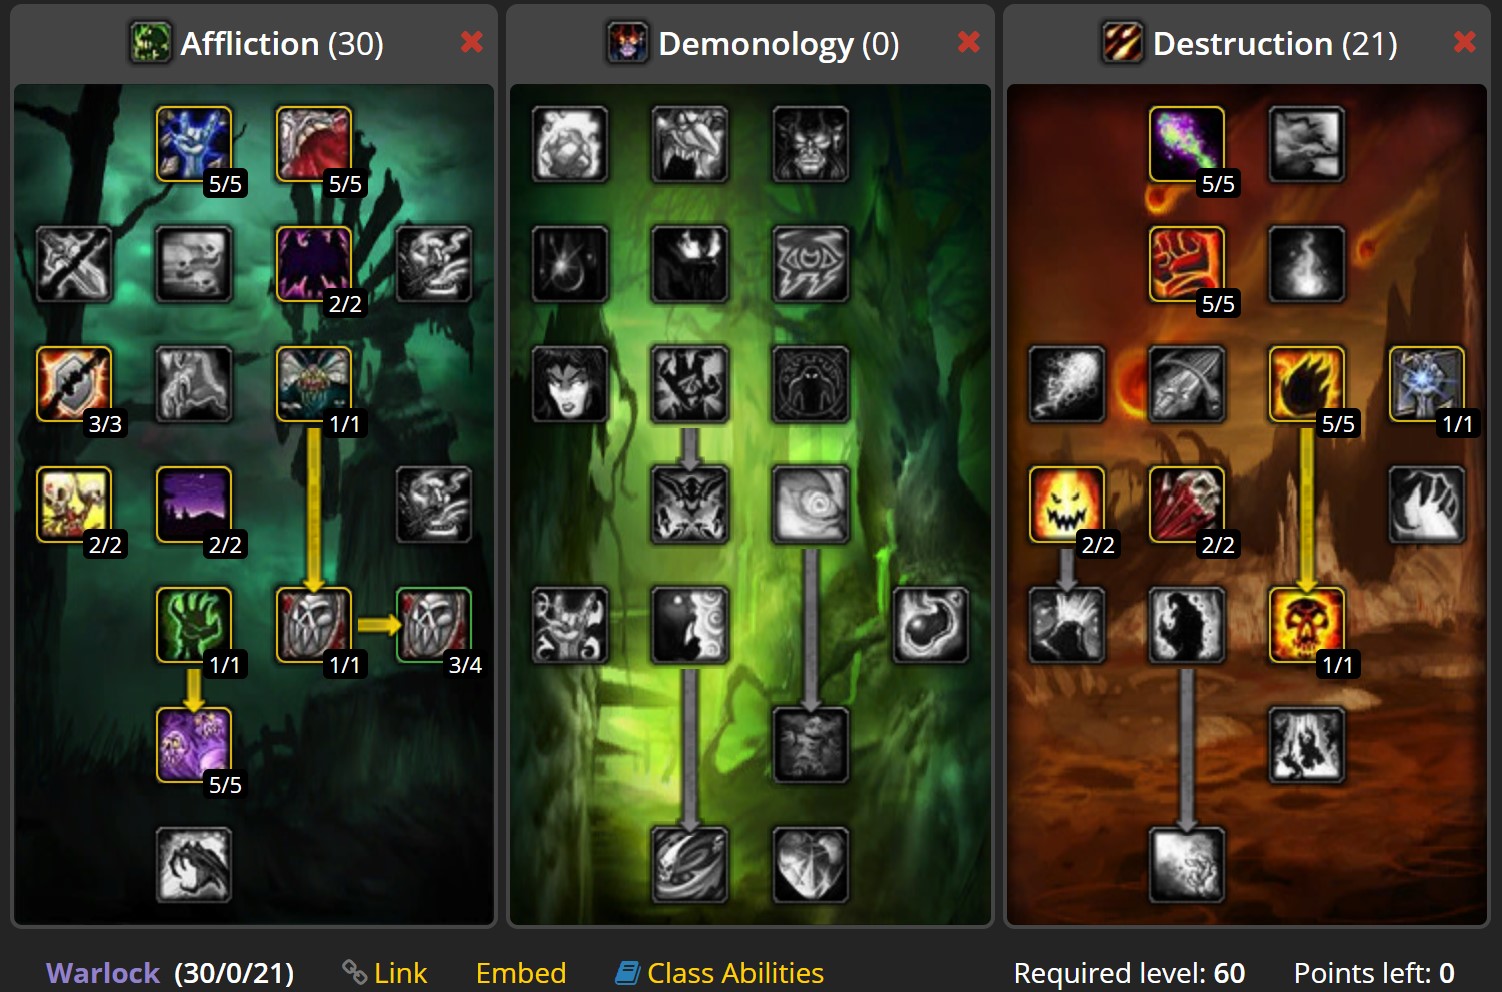 Affliction (30)
Demonology (0)
Destruction (21)
5/5
5/5
5/5
2/2
5/5
3/3
1/1
5/5
1/1
2/2
2/2
2/2
2/2
1/1
1/1
3/4
1/1
5/5
Warlock (30/0/21)
Link
Embed
Class Abilities
Required level: 60
Points left: 0